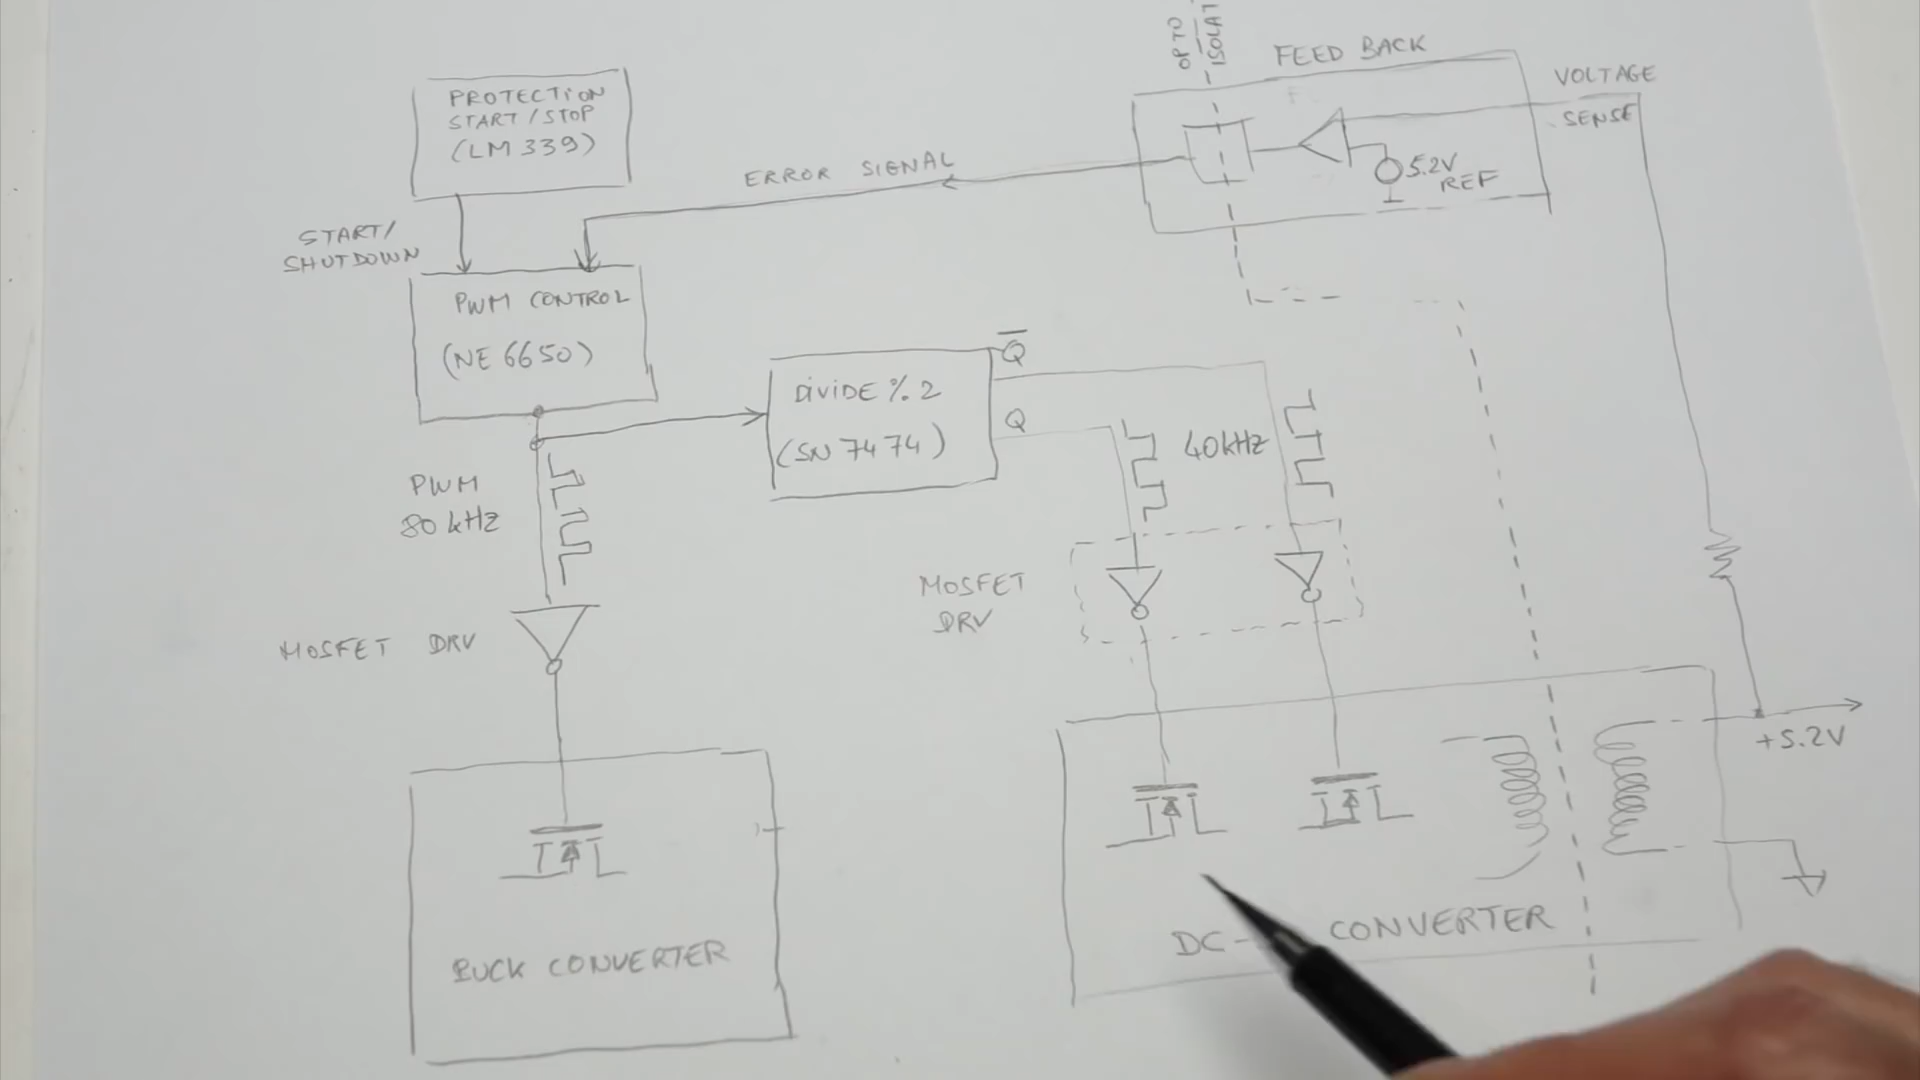 OPTO
ISOLAT
FEED BACK
VOLTAGE
SENSE
PROTECTION
START/STOP
(LM339)
ERROR SIGNAL
5.2V
REF
START/
SHUTDOWN
PWM CONTROL
(NE 6650)
Q̅
DiViDE %. 2
Q
(SN 7474)
40kHZ
PWM
80 kHZ
MOSFET
DRV
MOSFET DRV
+5.2V
DC-
CONVERTER
BUCK CONVERTER